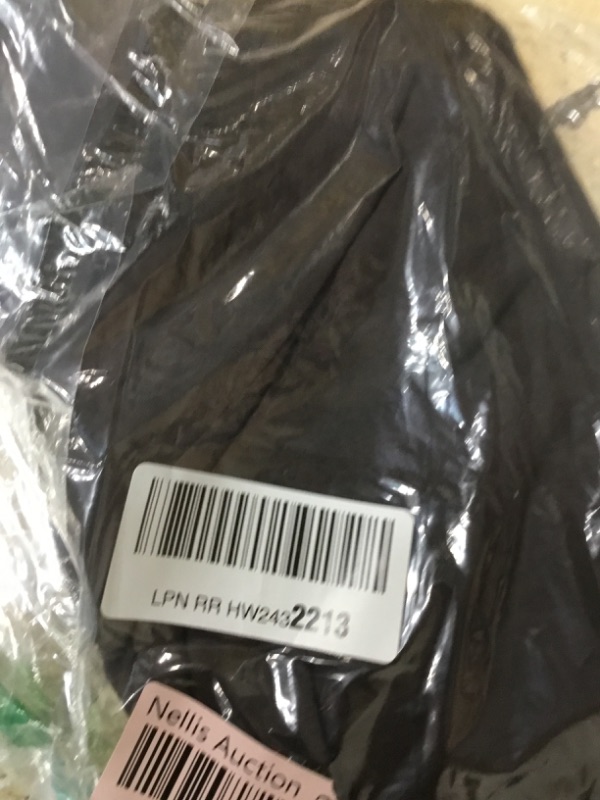 LPN RR HW2432213
Nellis Auction